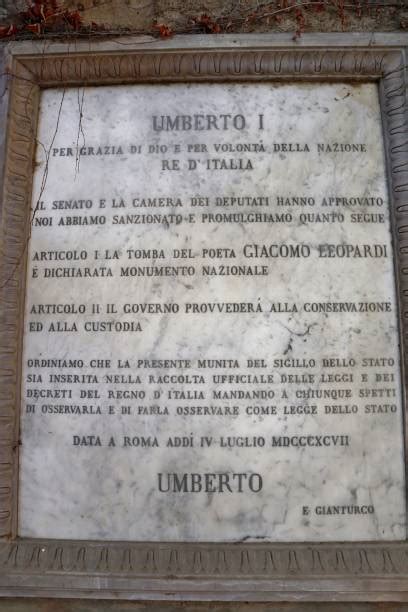 UMBERTO I
PER GRAZIA DI DIO E PER VOLONTÀ DELLA NAZIONE
RE D'ITALIA
IL SENATO E LA CAMERA DEI DEPUTATI HANNO APPROVATO
NOI ABBIAMO SANZIONATO E PROMULGHIAMO QUANTO SEGUE
ARTICOLO I LA TOMBA DEL POETA GIACOMO LEOPARDI
È DICHIARATA MONUMENTO NAZIONALE
ARTICOLO II IL GOVERNO PROVVEDERÀ ALLA CONSERVAZIONE
ED ALLA CUSTODIA
ORDINIAMO CHE LA PRESENTE MUNITA DEL SIGILLO DELLO STATO
SIA INSERITA NELLA RACCOLTA UFFICIALE DELLE LEGGI E DEI
DECRETI DEL REGNO D'ITALIA MANDANDO A CHIUNQUE SPETTI
DI OSSERVARLA E DI FARLA OSSERVARE COME LEGGE DELLO STATO
DATA A ROMA ADDÌ IV LUGLIO MDCCCXCVII
UMBERTO
E GIANTURCO